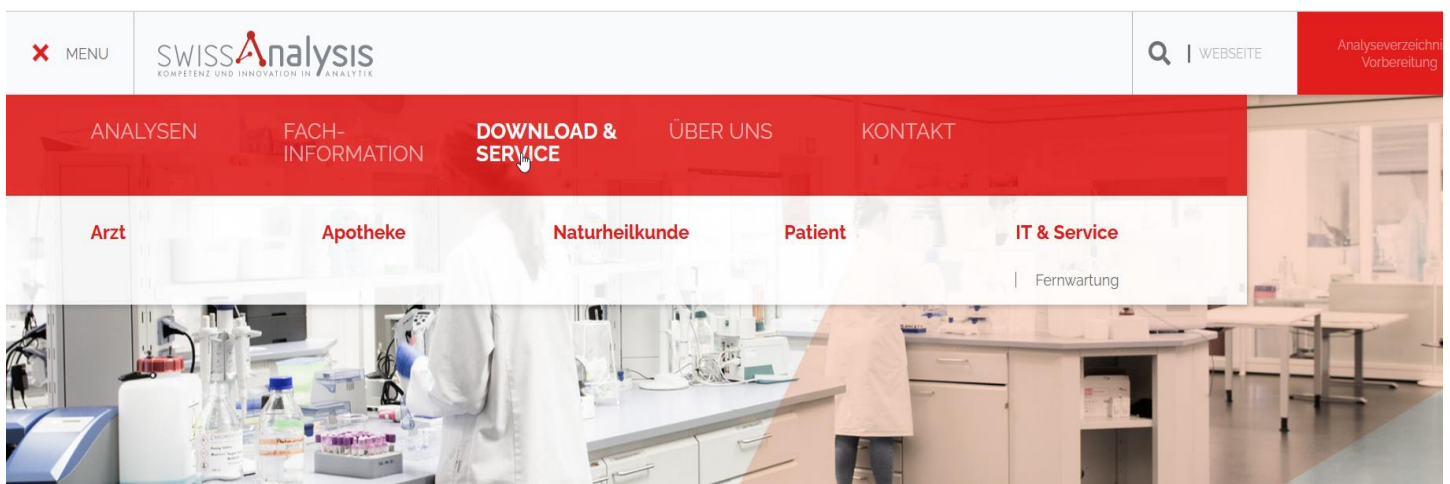 MENU
SWISSAnalysis
KOMPETENZ UND INNOVATION IN ANALYTIK
| WEBSEITE
Vorbereitung
ANALYSEN
FACH-
INFORMATION
DOWNLOAD &
SERVICE
ÜBER UNS
KONTAKT
Arzt
Apotheke
Naturheilkunde
Patient
IT & Service
| Fernwartung